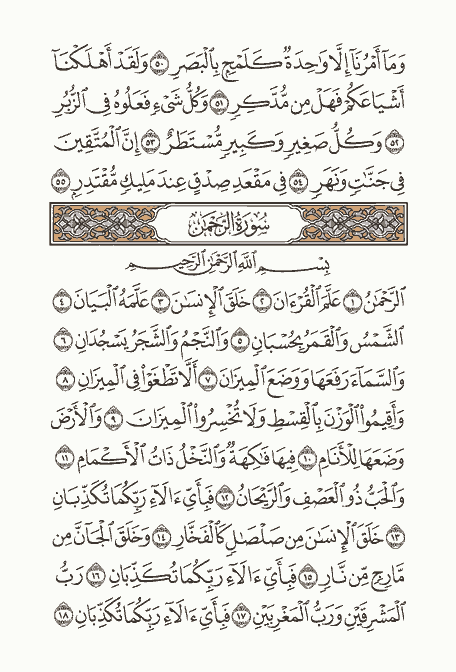 وَمَآ أَمْرُنَآ إِلَّا وَٰحِدَةٌ كَلَمْحٍۭ بِٱلْبَصَرِ ٥٠ وَلَقَدْ أَهْلَكْنَآ
أَشْيَاعَكُمْ فَهَلْ مِن مُّدَّكِرٍ ٥١ وَكُلُّ شَىْءٍ فَعَلُوهُ فِى ٱلزُّبُرِ
٥٢ وَكُلُّ صَغِيرٍ وَكَبِيرٍ مُّسْتَطَرٌ ٥٣ إِنَّ ٱلْمُتَّقِينَ
فِى جَنَّٰتٍ وَنَهَرٍ ٥٤ فِى مَقْعَدِ صِدْقٍ عِندَ مَلِيكٍ مُّقْتَدِرٍۭ ٥٥
سُورَةُ الرَّحْمَٰن
بِسْمِ ٱللَّهِ ٱلرَّحْمَٰنِ ٱلرَّحِيمِ
ٱلرَّحْمَٰنُ ١ عَلَّمَ ٱلْقُرْءَانَ ٢ خَلَقَ ٱلْإِنسَٰنَ ٣ عَلَّمَهُ ٱلْبَيَانَ ٤
ٱلشَّمْسُ وَٱلْقَمَرُ بِحُسْبَانٍ ٥ وَٱلنَّجْمُ وَٱلشَّجَرُ يَسْجُدَانِ ٦
وَٱلسَّمَآءَ رَفَعَهَا وَوَضَعَ ٱلْمِيزَانَ ٧ أَلَّا تَطْغَوْا۟ فِى ٱلْمِيزَانِ ٨
وَأَقِيمُوا۟ ٱلْوَزْنَ بِٱلْقِسْطِ وَلَا تُخْسِرُوا۟ ٱلْمِيزَانَ ٩ وَٱلْأَرْضَ
وَضَعَهَا لِلْأَنَامِ ١٠ فِيهَا فَٰكِهَةٌ وَٱلنَّخْلُ ذَاتُ ٱلْأَكْمَامِ ١١
وَٱلْحَبُّ ذُو ٱلْعَصْفِ وَٱلرَّيْحَانُ ١٢ فَبِأَىِّ ءَالَآءِ رَبِّكُمَا تُكَذِّبَانِ
١٣ خَلَقَ ٱلْإِنسَٰنَ مِن صَلْصَٰلٍ كَٱلْفَخَّارِ ١٤ وَخَلَقَ ٱلْجَآنَّ مِن
مَّارِجٍ مِّن نَّارٍ ١٥ فَبِأَىِّ ءَالَآءِ رَبِّكُمَا تُكَذِّبَانِ ١٦ رَبُّ
ٱلْمَشْرِقَيْنِ وَرَبُّ ٱلْمَغْرِبَيْنِ ١٧ فَبِأَىِّ ءَالَآءِ رَبِّكُمَا تُكَذِّبَانِ ١٨